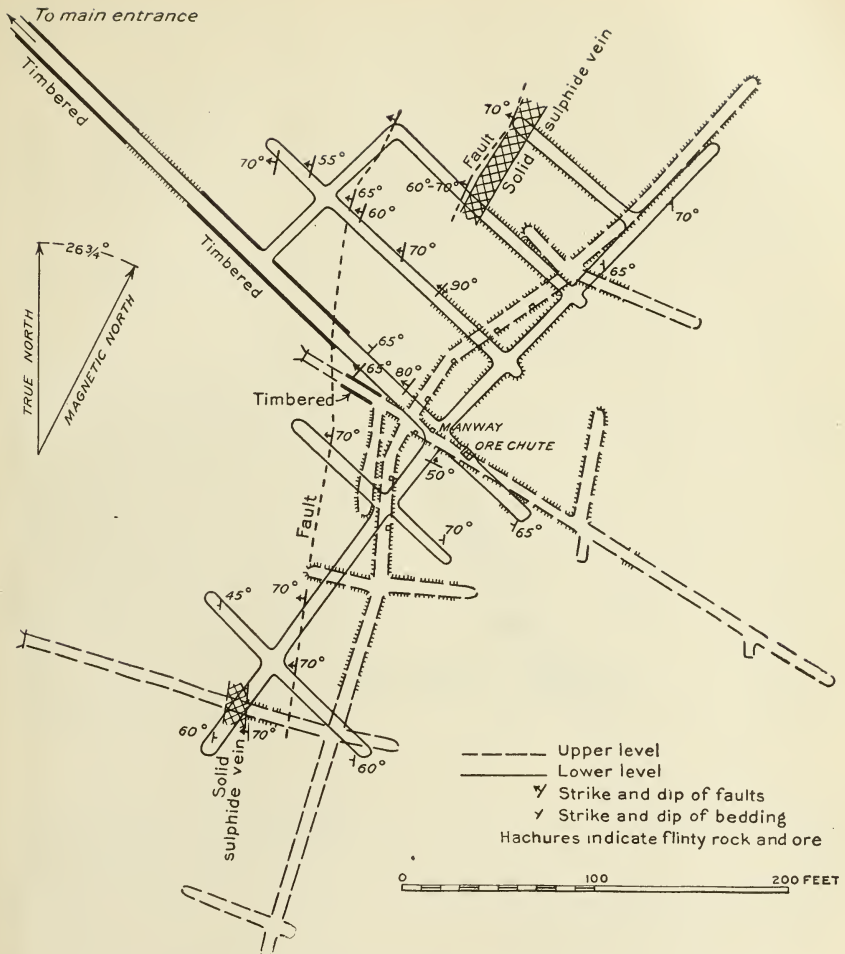 To main entrance
Timbered
Solid sulphide vein
70°
Fault
60°-70°
70°
55°
65°
60°
70°
70°
65°
90°
26 3/4°
TRUE NORTH
MAGNETIC NORTH
Timbered
65°
65°
80°
Timbered
MANWAY
ORE CHUTE
70°
50°
65°
70°
Fault
70°
45°
70°
60°
70°
60°
Solid
sulphide vein
Upper level
Lower level
Strike and dip of faults
Strike and dip of bedding
Hachures indicate flinty rock and ore
0 100 200 FEET